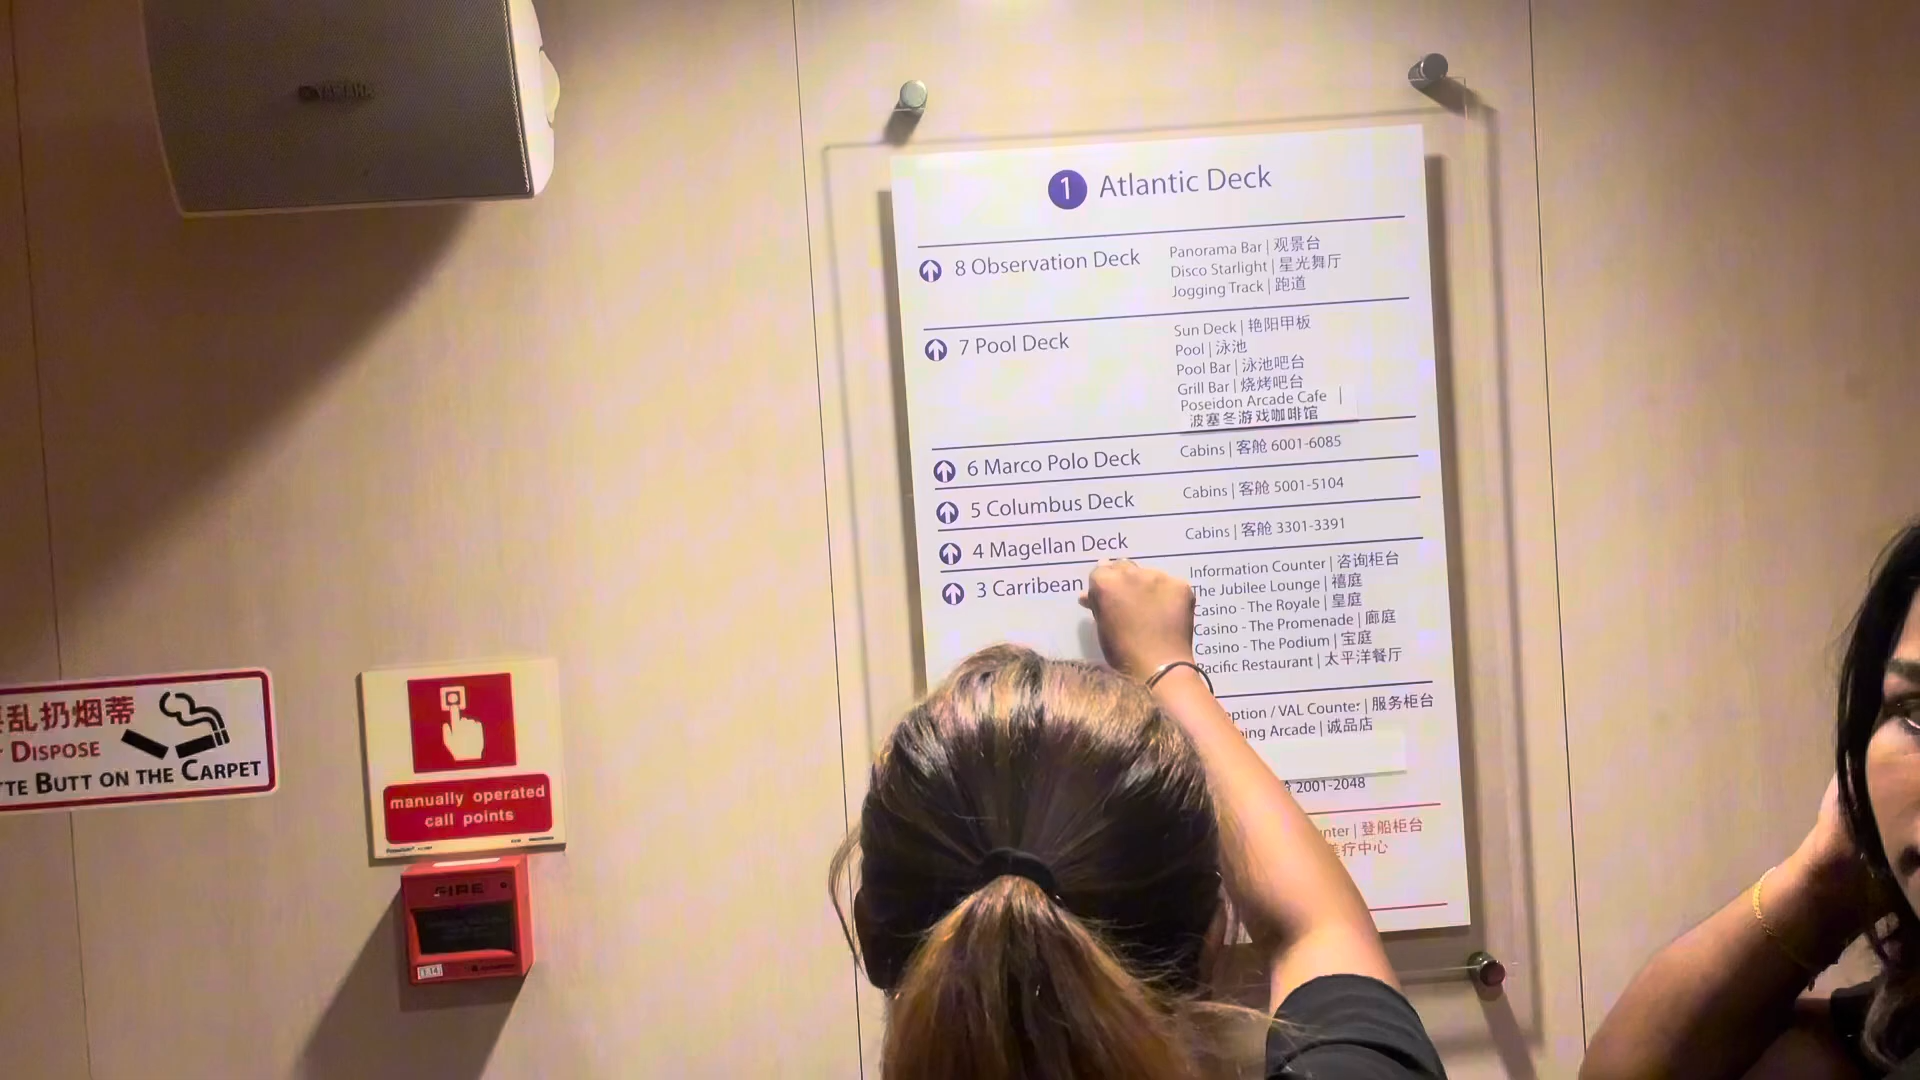 YAMAHA
1 Atlantic Deck
8 Observation Deck
Panorama Bar | 观景台
Disco Starlight | 星光舞厅
Jogging Track | 跑道
7 Pool Deck
Sun Deck | 艳阳甲板
Pool | 泳池
Pool Bar | 泳池吧台
Grill Bar | 烧烤吧台
Poseidon Arcade Cafe |
波塞冬游戏咖啡馆
6 Marco Polo Deck
Cabins | 客舱 6001-6085
5 Columbus Deck
Cabins | 客舱 5001-5104
4 Magellan Deck
Cabins | 客舱 3301-3391
3 Carribean
Information Counter | 咨询柜台
The Jubilee Lounge | 禧庭
Casino - The Royale | 皇庭
Casino - The Promenade | 廊庭
Casino - The Podium | 宝庭
Pacific Restaurant | 太平洋餐厅
eption / VAL Counter | 服务柜台
ping Arcade | 诚品店
舱 2001-2048
nter | 登船柜台
美疗中心
乱扔烟蒂
DISPOSE
TE BUTT ON THE CARPET
manually operated
call points
FIRE